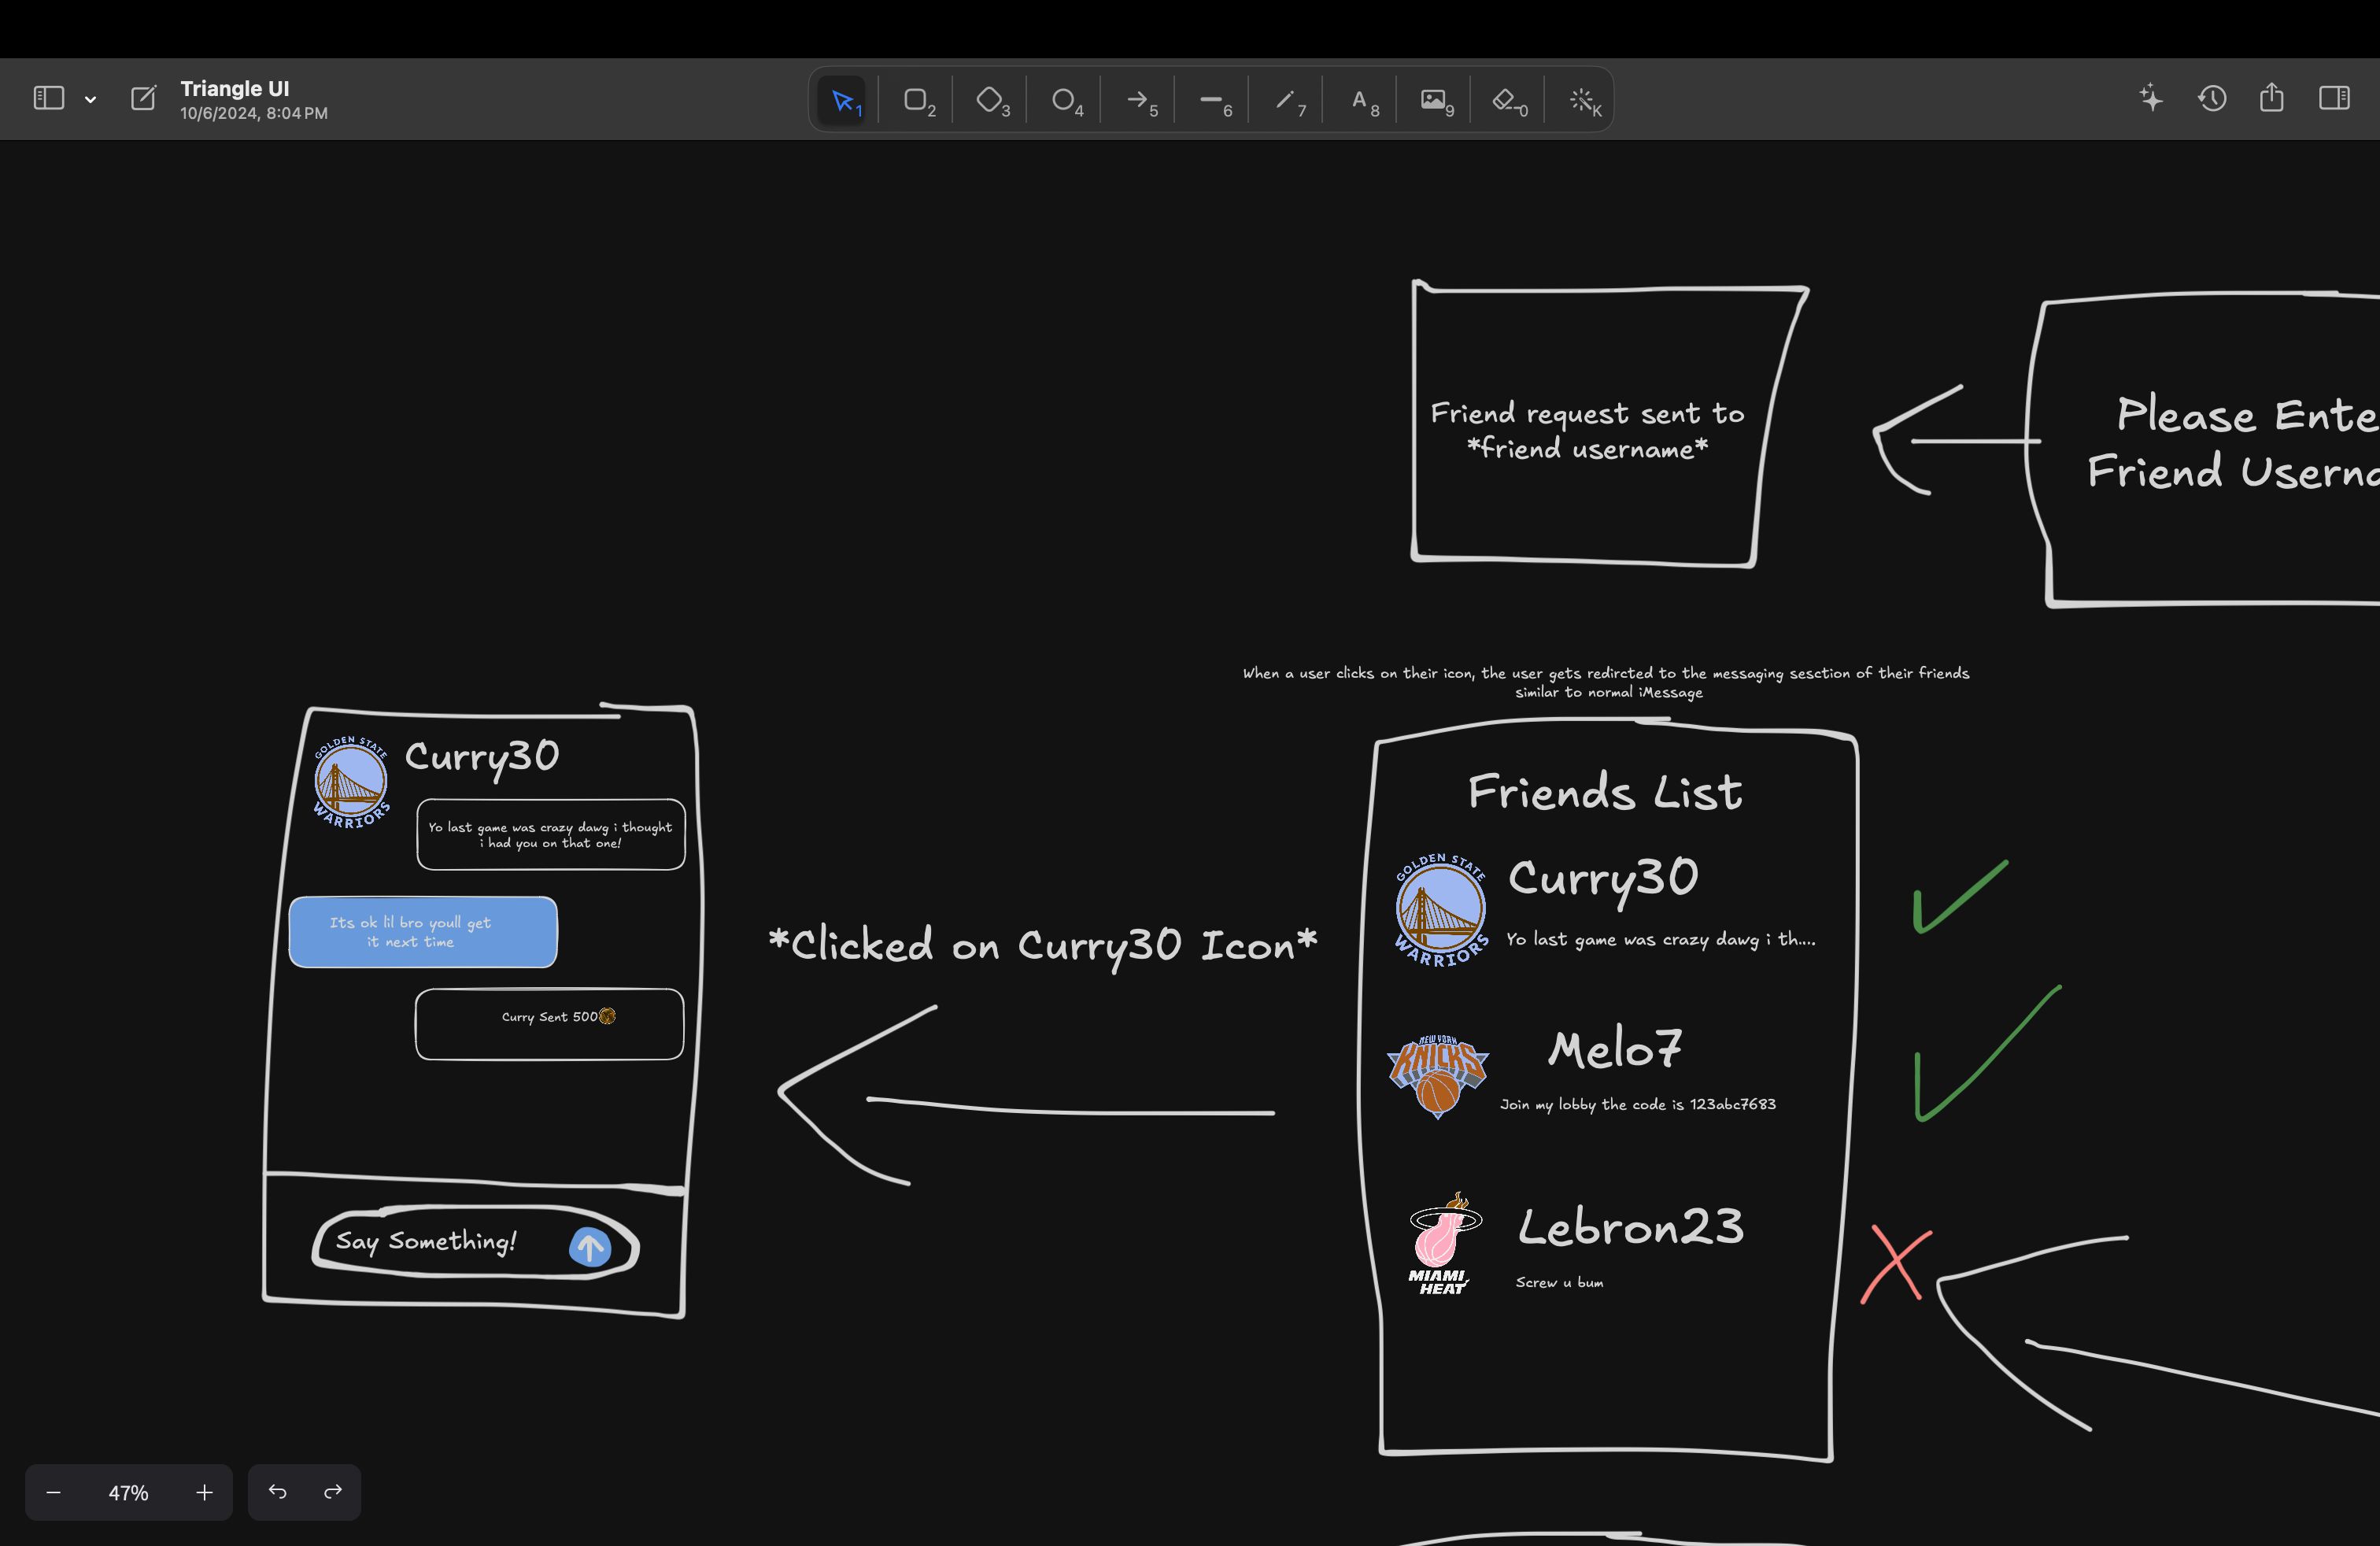 Triangle UI
10/6/2024, 8:04 PM
1
2
3
4
5
6
7
A 8
9
0
K
Friend request sent to
*friend username*
Please Ente
Friend Userna
When a user clicks on their icon, the user gets redircted to the messaging sesction of their friends
similar to normal iMessage
GOLDEN STATE
WARRIORS
Curry30
Yo last game was crazy dawg i thought
i had you on that one!
Its ok lil bro youll get
it next time
Curry Sent 500
Say Something!
*Clicked on Curry30 Icon*
Friends List
GOLDEN STATE
WARRIORS
Curry30
Yo last game was crazy dawg i th....
NEW YORK
KNICKS
Melo7
Join my lobby the code is 123abc7683
MIAMI
HEAT
Lebron23
Screw u bum
47%